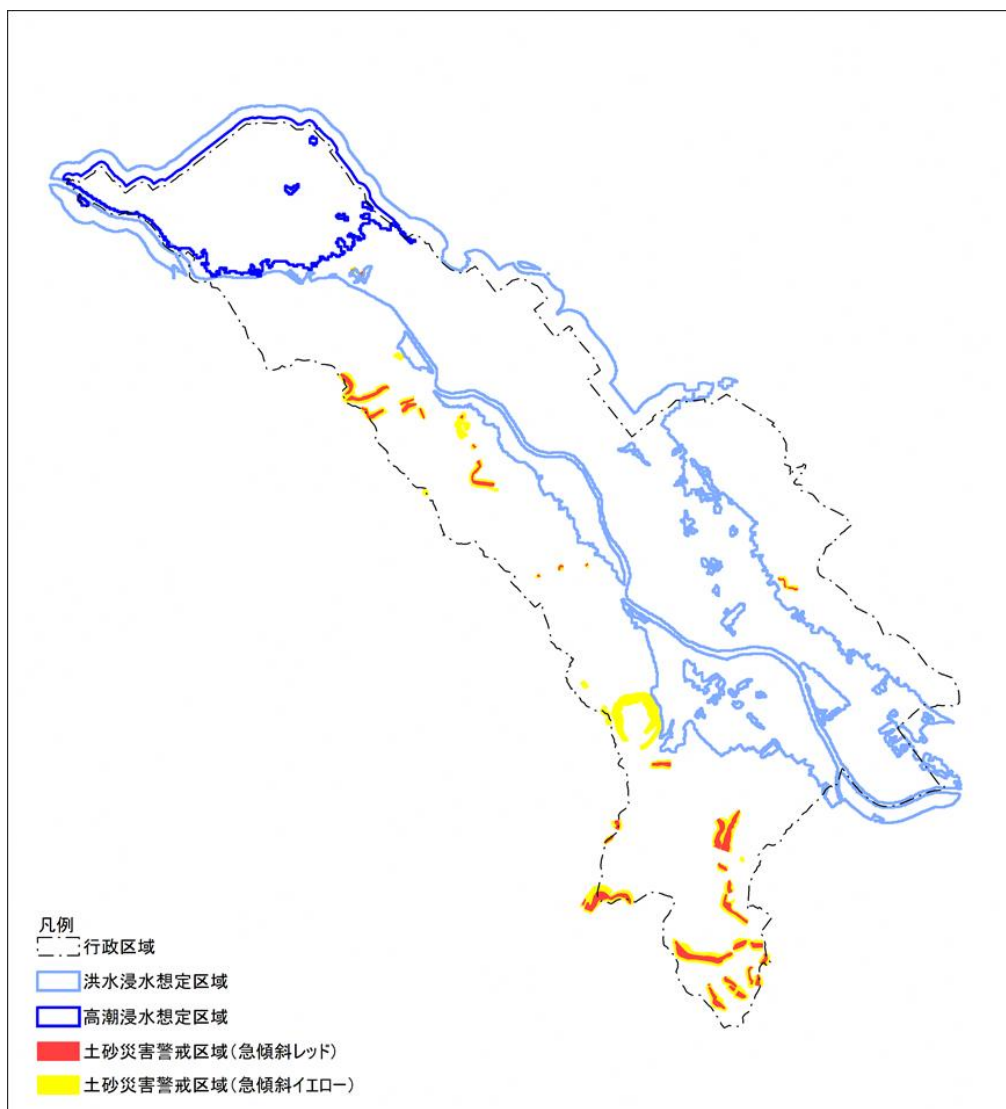 凡例
行政区域
洪水浸水想定区域
高潮浸水想定区域
土砂災害警戒区域(急傾斜レッド)
土砂災害警戒区域(急傾斜イエロー)